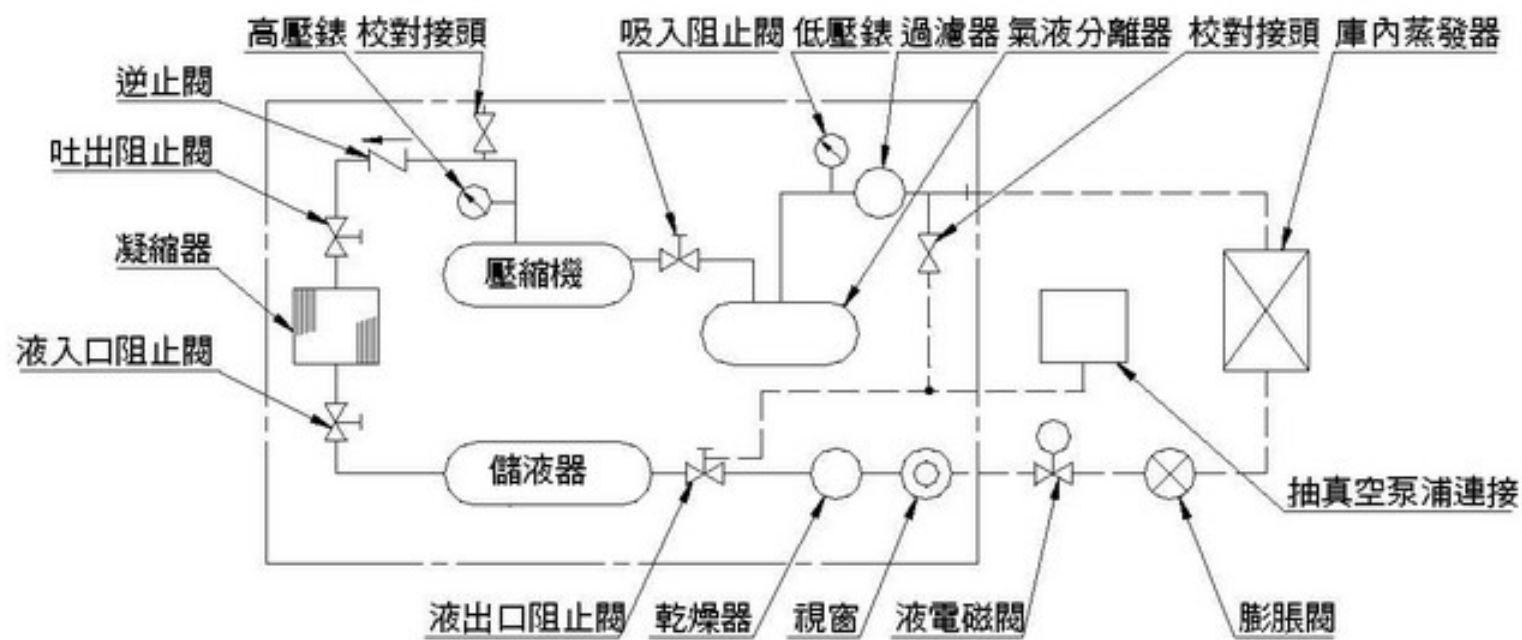 高壓錶 校對接頭
吸入阻止閥 低壓錶 過濾器 氣液分離器 校對接頭 庫內蒸發器
逆止閥
吐出阻止閥
凝縮器
壓縮機
液入口阻止閥
儲液器
抽真空泵浦連接
液出口阻止閥 乾燥器 視窗 液電磁閥 膨脹閥